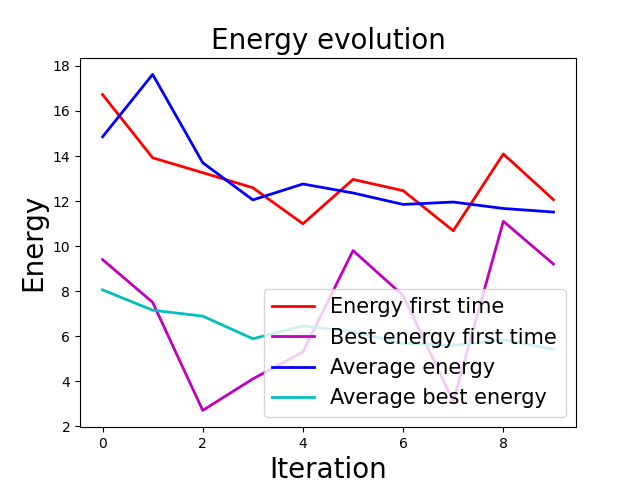 Energy evolution
Energy
18
16
14
12
10
8
6
4
2
Energy first time
Best energy first time
Average energy
Average best energy
0 2 4 6 8
Iteration